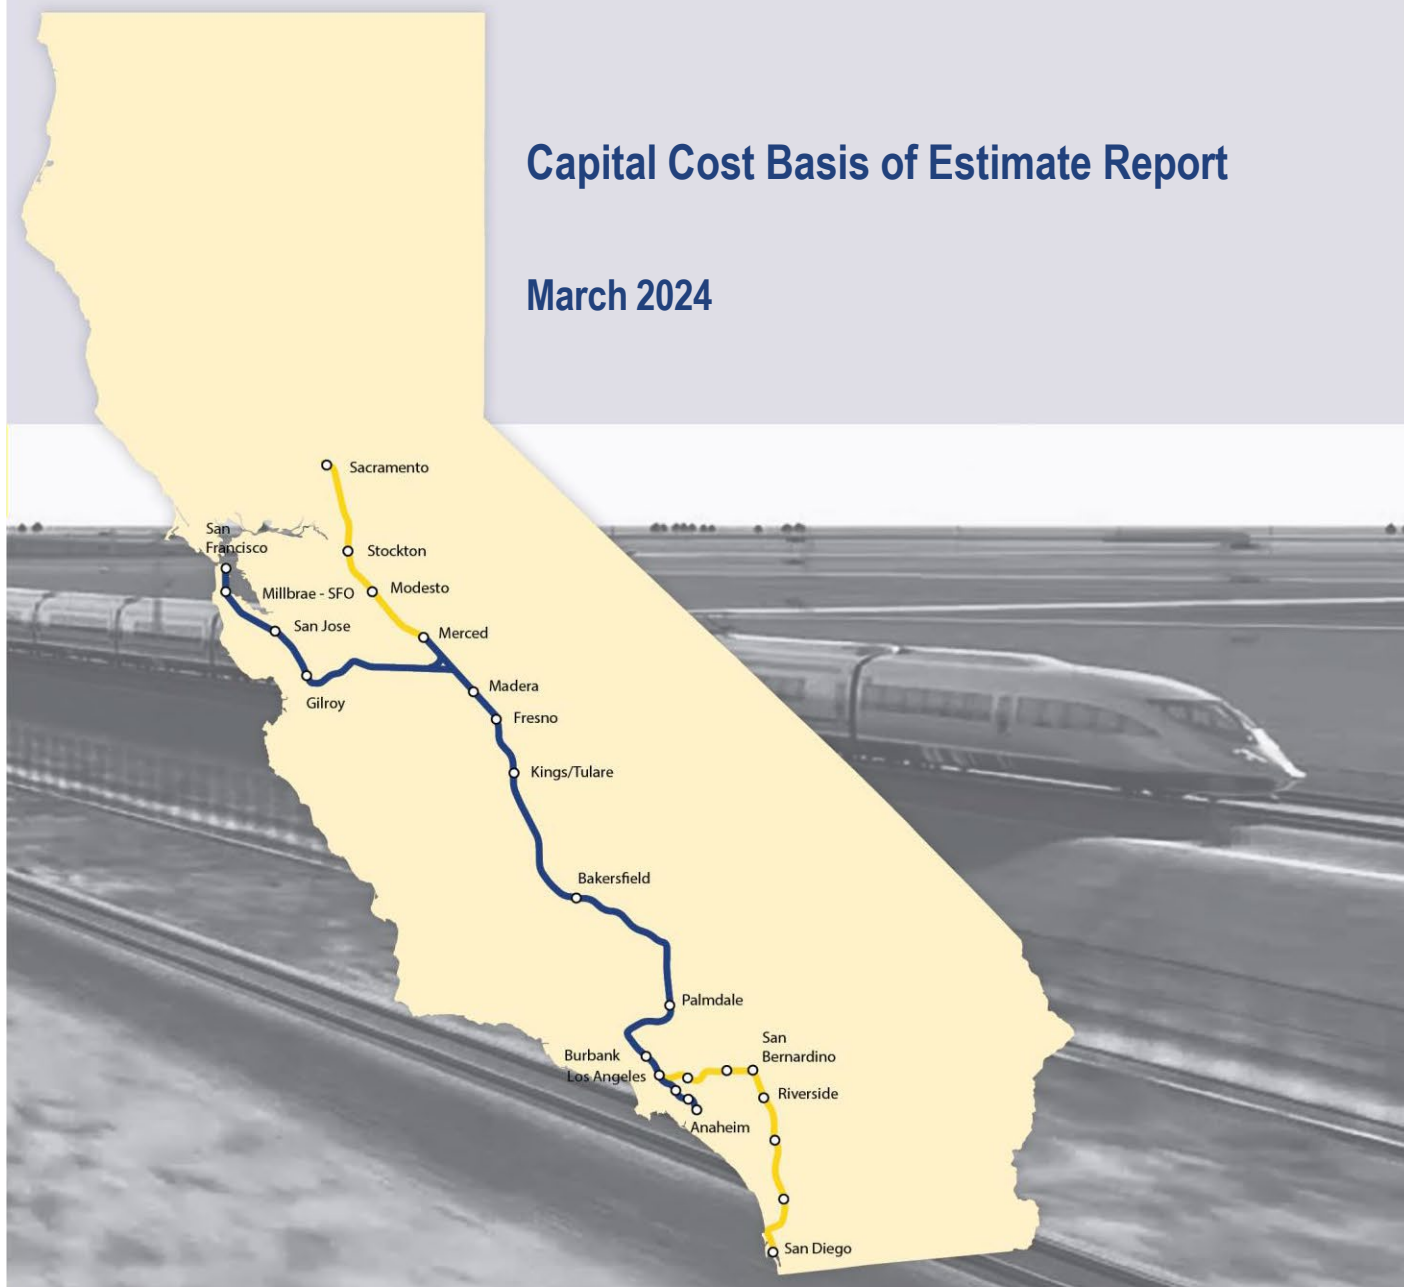 Capital Cost Basis of Estimate Report
March 2024
Sacramento
San
Francisco
Stockton
Millbrae - SFO
Modesto
San Jose
Merced
Gilroy
Madera
Fresno
Kings/Tulare
Bakersfield
Palmdale
San
Bernardino
Burbank
Los Angeles
Riverside
Anaheim
San Diego